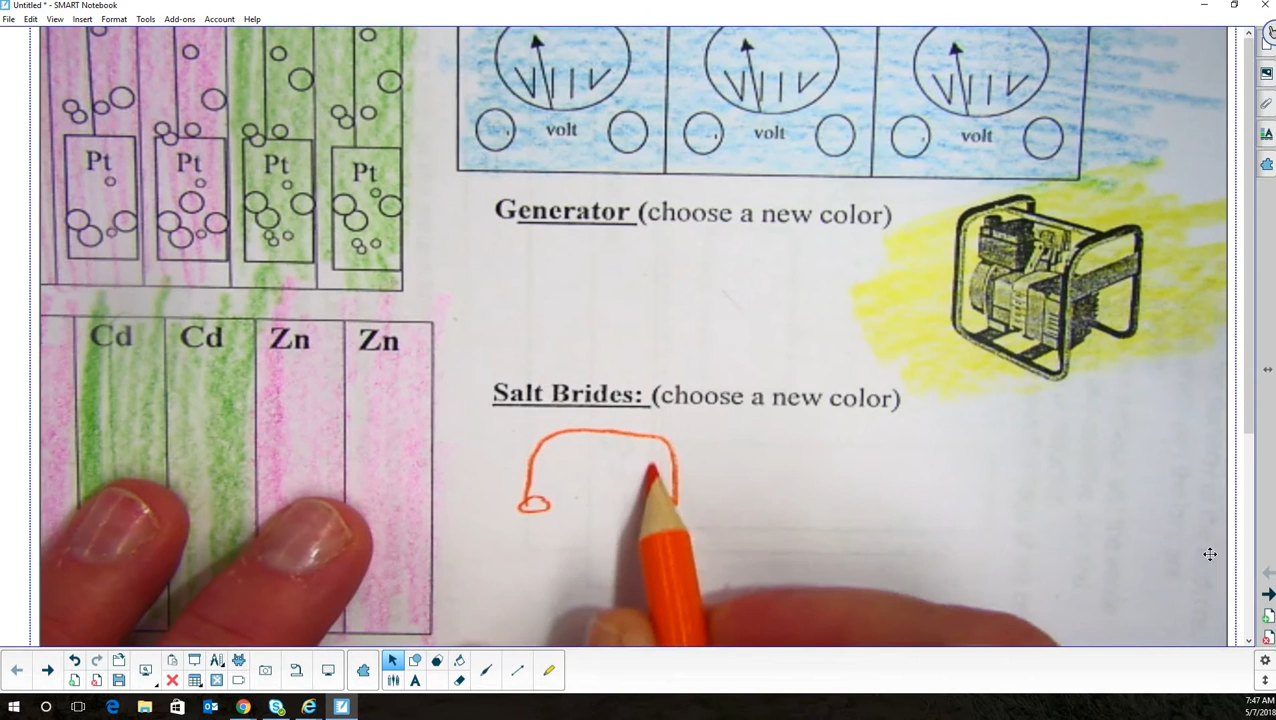 Untitled * - SMART Notebook
File Edit View Insert Format Tools Add-ons Account Help
volt volt volt
Pt Pt Pt Pt
Generator (choose a new color)
Cd Cd Zn Zn
Salt Brides: (choose a new color)
A
7:47 AM
5/7/2018